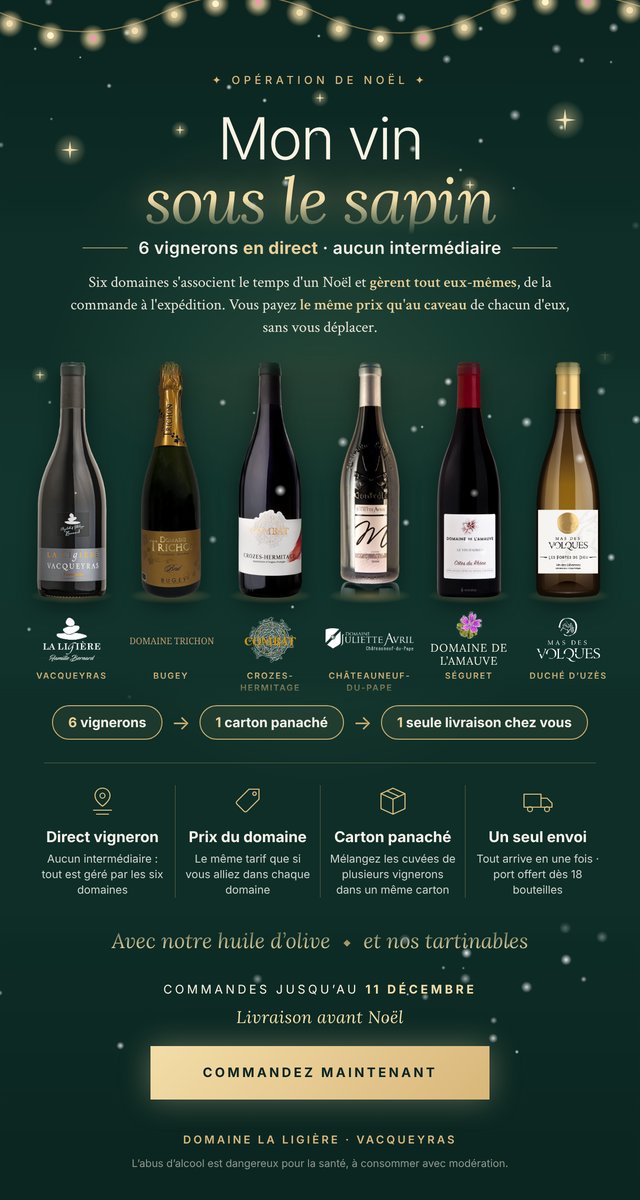 ✦ OPÉRATION DE NOËL ✦
Mon vin
sous le sapin
6 vignerons en direct · aucun intermédiaire
Six domaines s'associent le temps d'un Noël et gèrent tout eux-mêmes, de la
commande à l'expédition. Vous payez le même prix qu'au caveau de chacun d'eux,
sans vous déplacer.
LA LIGIÈRE
VACQUEYRAS
DOMAINE
TRICHON
Brut
BUGEY
COMBAT
CROZES-HERMITAGE
Juliette Avril
M
DOMAINE DE L'AMAUVE
Côtes du Rhône
MAS DES
VOLQUES
LA LIGIÈRE
Famille Bernard
DOMAINE TRICHON
COMBAT
DOMAINE
JULIETTE AVRIL
Châteauneuf-du-Pape
DOMAINE DE
L'AMAUVE
MAS DES
VOLQUES
VACQUEYRAS
BUGEY
CROZES-
HERMITAGE
CHÂTEAUNEUF-
DU-PAPE
SÉGURET
DUCHÉ D'UZÈS
6 vignerons → 1 carton panaché → 1 seule livraison chez vous
Direct vigneron
Aucun intermédiaire :
tout est géré par les six
domaines
Prix du domaine
Le même tarif que si
vous alliez dans chaque
domaine
Carton panaché
Mélangez les cuvées de
plusieurs vignerons
dans un même carton
Un seul envoi
Tout arrive en une fois ·
port offert dès 18
bouteilles
Avec notre huile d'olive ◆ et nos tartinables
COMMANDES JUSQU'AU 11 DÉCEMBRE
Livraison avant Noël
COMMANDEZ MAINTENANT
DOMAINE LA LIGIÈRE · VACQUEYRAS
L'abus d'alcool est dangereux pour la santé, à consommer avec modération.